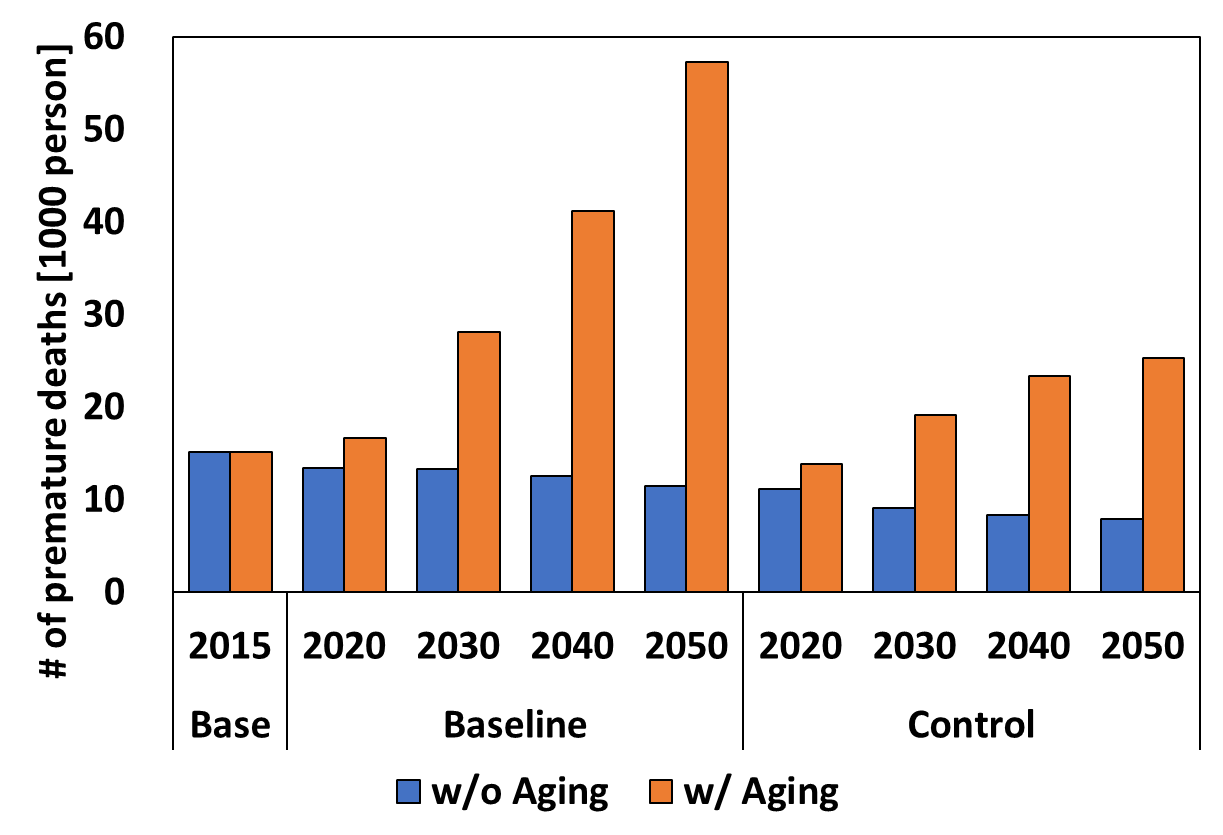 # of premature deaths [1000 person]
60
50
40
30
20
10
0
2015 2020 2030 2040 2050 2020 2030 2040 2050
Base Baseline Control
w/o Aging w/ Aging